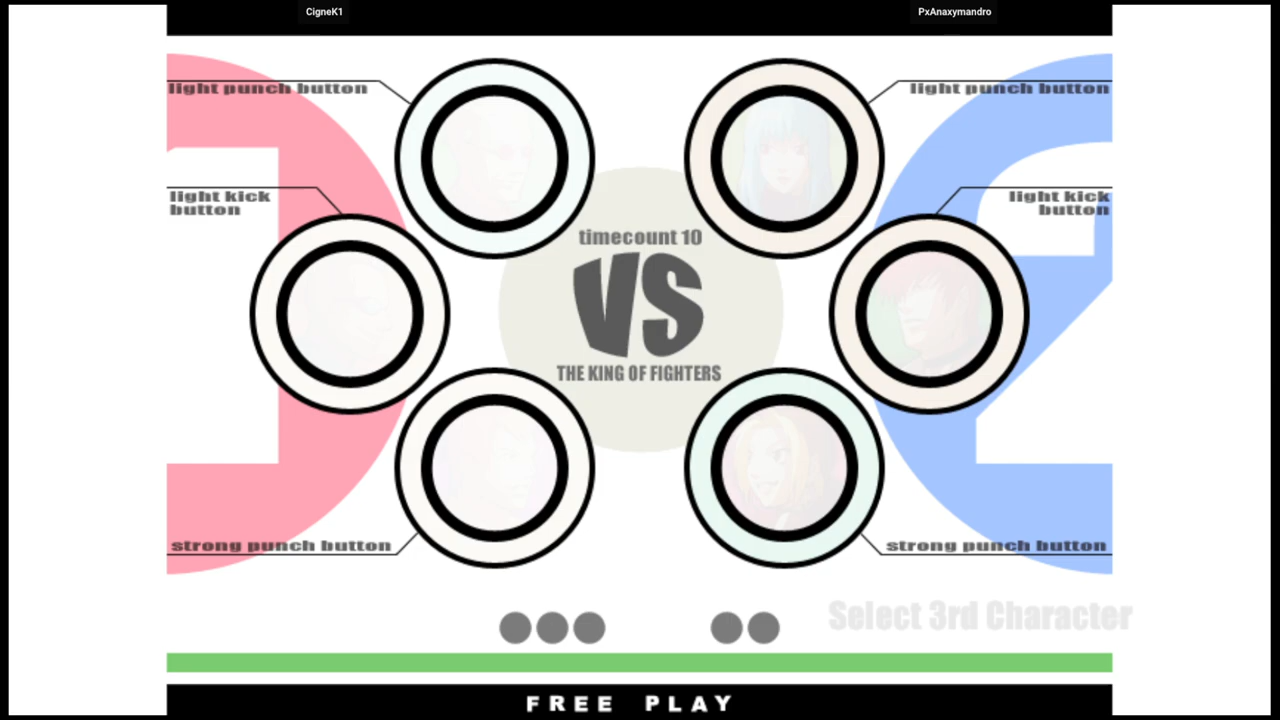 CigneK1
PxAnaxymandro
light punch button
light punch button
light kick
button
light kick
button
timecount 10
VS
THE KING OF FIGHTERS
strong punch button
strong punch button
Select 3rd Character
FREE PLAY